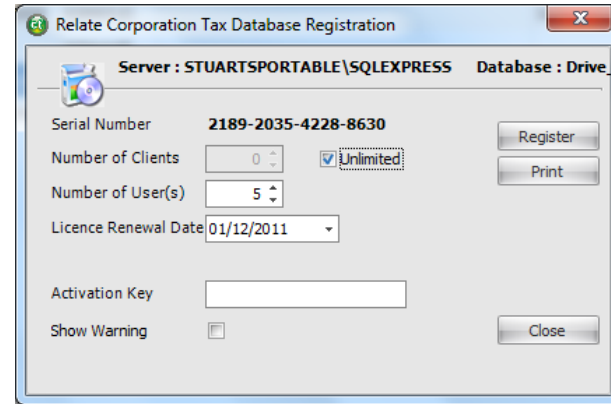 Relate Corporation Tax Database Registration
Server : STUARTSPORTABLE\SQLEXPRESS Database : Drive_
Serial Number 2189-2035-4228-8630
Register
Number of Clients 0 Unlimited
Print
Number of User(s) 5
Licence Renewal Date 01/12/2011
Activation Key
Show Warning
Close